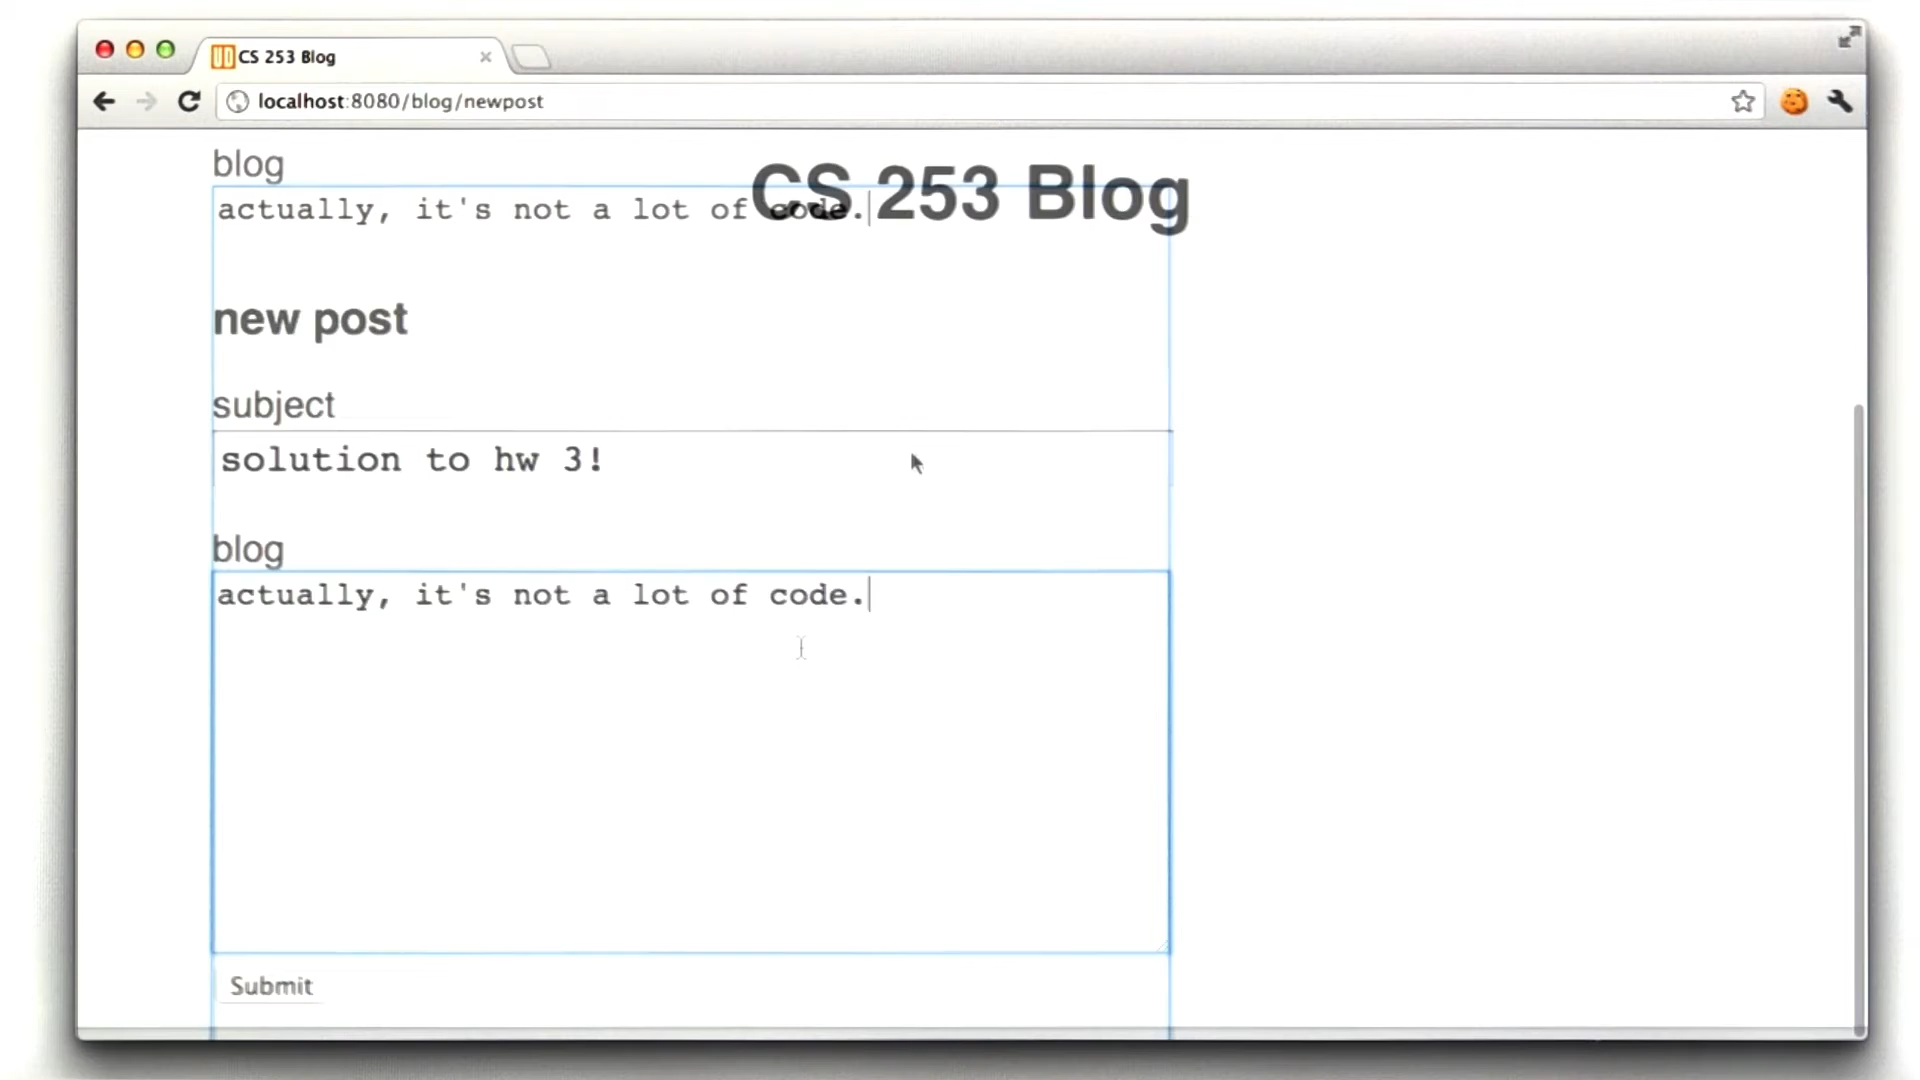 CS 253 Blog
localhost:8080/blog/newpost
blog
CS 253 Blog
actually, it's not a lot of code.
new post
subject
solution to hw 3!
blog
actually, it's not a lot of code.
Submit